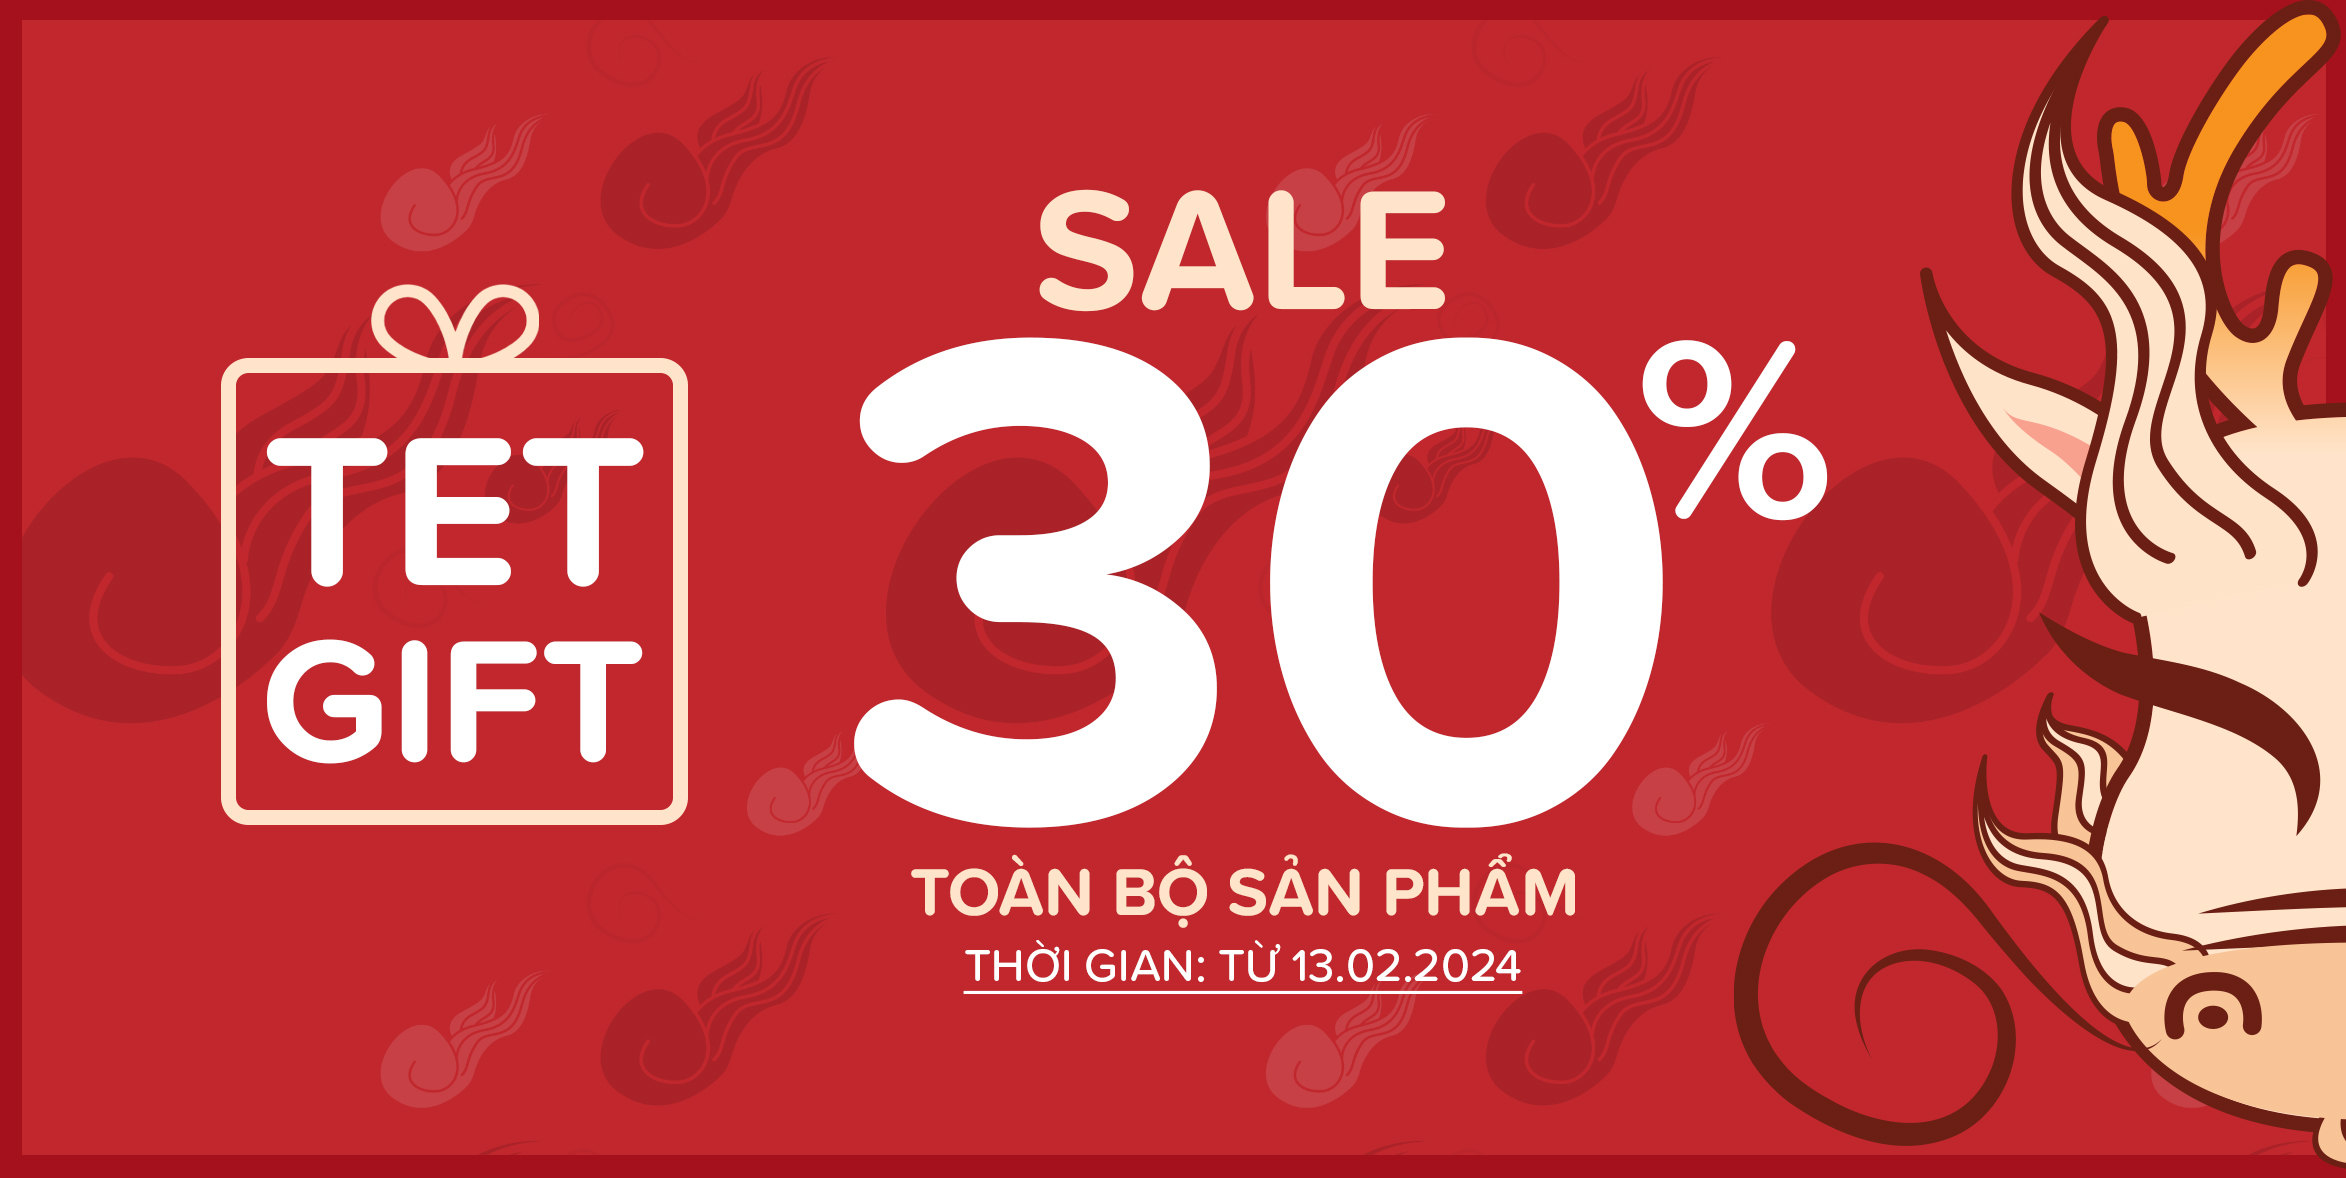 TET
GIFT
SALE
30%
TOÀN BỘ SẢN PHẨM
THỜI GIAN: TỪ 13.02.2024